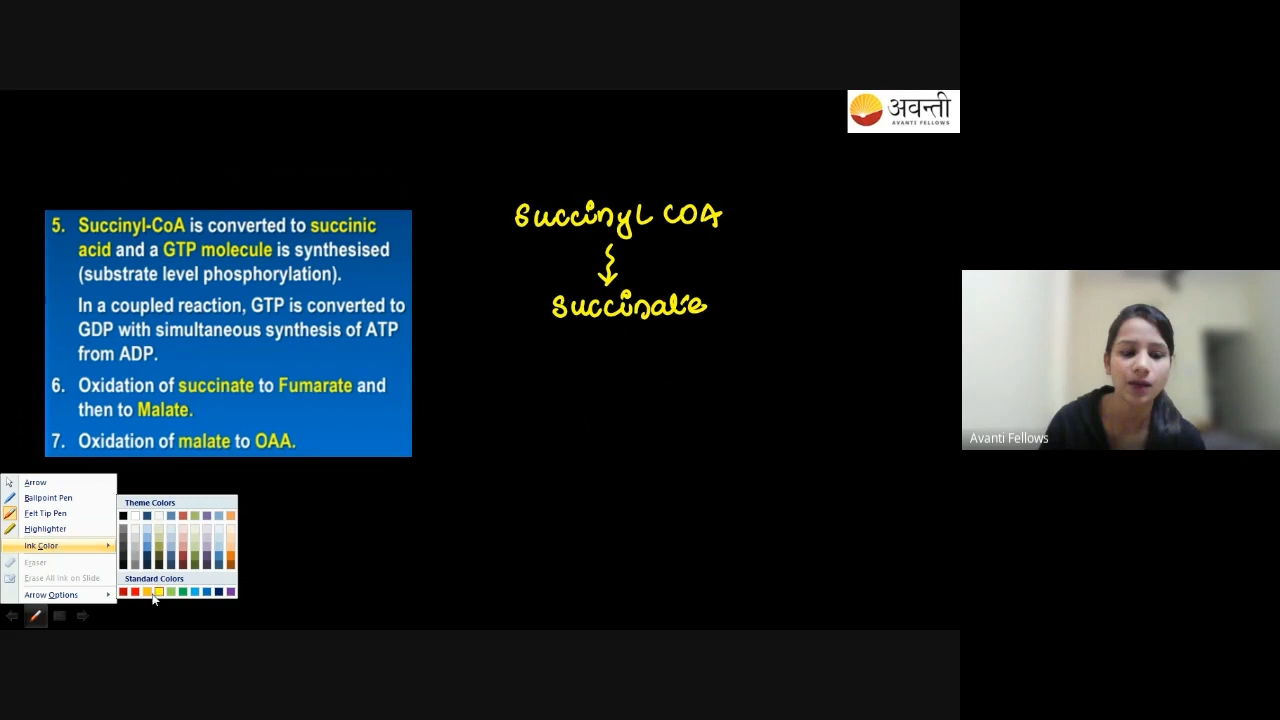 अवन्ती
AVANTI FELLOWS
5. Succinyl-CoA is converted to succinic
acid and a GTP molecule is synthesised
(substrate level phosphorylation).
In a coupled reaction, GTP is converted to
GDP with simultaneous synthesis of ATP
from ADP.
6. Oxidation of succinate to Fumarate and
then to Malate.
7. Oxidation of malate to OAA.
Succinyl COA
Succinate
Avanti Fellows
Arrow
Ballpoint Pen
Felt Tip Pen
Highlighter
Ink Color
Eraser
Erase All Ink on Slide
Arrow Options
Theme Colors
Standard Colors